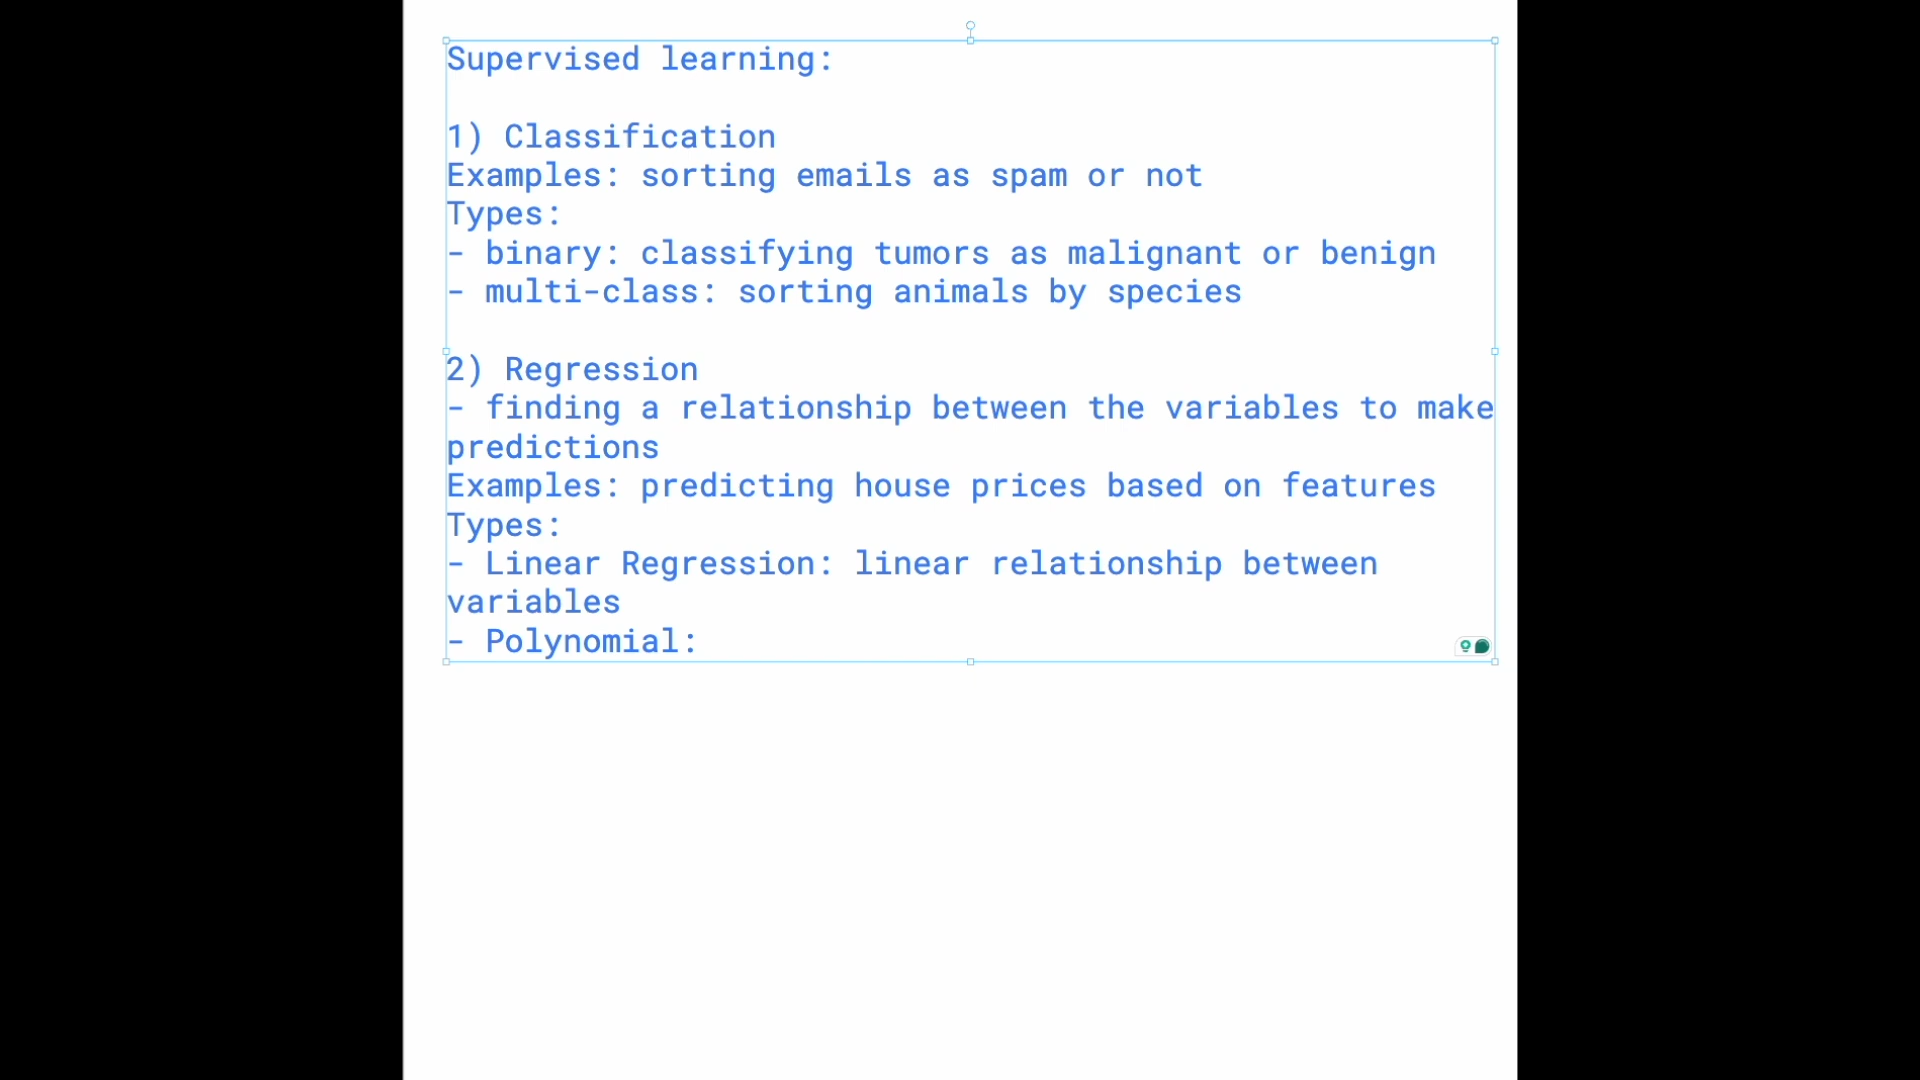 Supervised learning:
1) Classification
Examples: sorting emails as spam or not
Types:
- binary: classifying tumors as malignant or benign
- multi-class: sorting animals by species
2) Regression
- finding a relationship between the variables to make
predictions
Examples: predicting house prices based on features
Types:
- Linear Regression: linear relationship between
variables
- Polynomial: